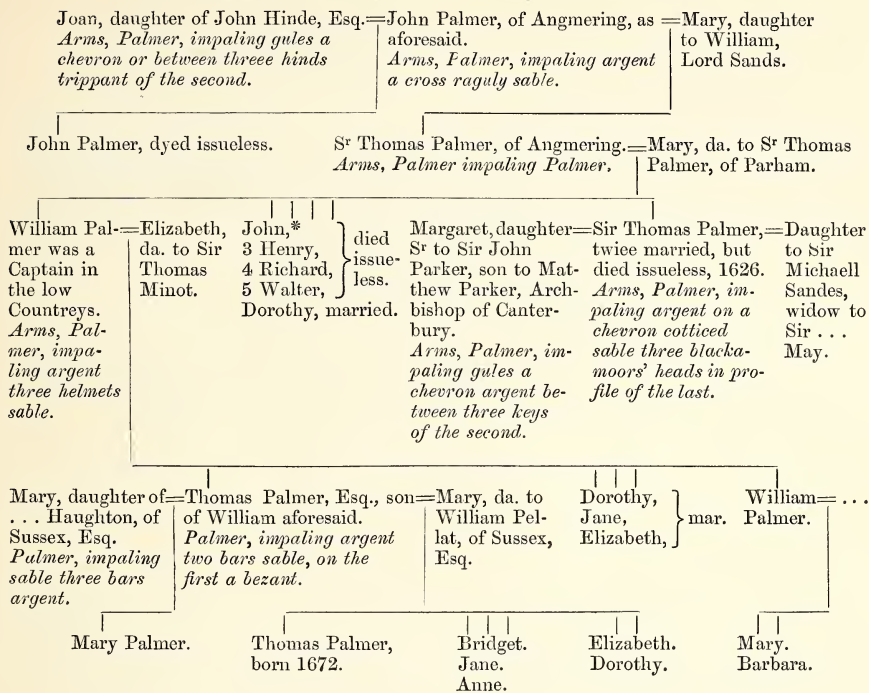 Joan, daughter of John Hinde, Esq.=
Arms, Palmer, impaling gules a
chevron or between threee hinds
trippant of the second.
John Palmer, of Angmering, as
aforesaid.
Arms, Palmer, impaling argent
a cross raguly sable.
=Mary, daughter
to William,
Lord Sands.
John Palmer, dyed issueless.
Sr Thomas Palmer, of Angmering.=
Arms, Palmer impaling Palmer.
Mary, da. to Sr Thomas
Palmer, of Parham.
William Pal-
mer was a
Captain in
the low
Countreys.
Arms, Pal-
mer, impa-
ling argent
three helmets
sable.
=Elizabeth,
da. to Sir
Thomas
Minot.
John,*
3 Henry,
4 Richard,
5 Walter,
died
issue-
less.
Dorothy, married.
Margaret, daughter
Sr to Sir John
Parker, son to Mat-
thew Parker, Arch-
bishop of Canter-
bury.
Arms, Palmer, im-
paling gules a
chevron argent be-
tween three keys
of the second.
=Sir Thomas Palmer,
twice married, but
died issueless, 1626.
Arms, Palmer, im-
paling argent on a
chevron cotticed
sable three blacka-
moors' heads in pro-
file of the last.
=Daughter
to Sir
Michaell
Sandes,
widow to
Sir . . .
May.
Mary, daughter of
. . . Haughton, of
Sussex, Esq.
Palmer, impaling
sable three bars
argent.
=Thomas Palmer, Esq., son
of William aforesaid.
Palmer, impaling argent
two bars sable, on the
first a bezant.
=Mary, da. to
William Pel-
lat, of Sussex,
Esq.
Dorothy,
Jane,
Elizabeth,
mar.
William= . . .
Palmer.
Mary Palmer.
Thomas Palmer,
born 1672.
Bridget.
Jane.
Anne.
Elizabeth.
Dorothy.
Mary.
Barbara.